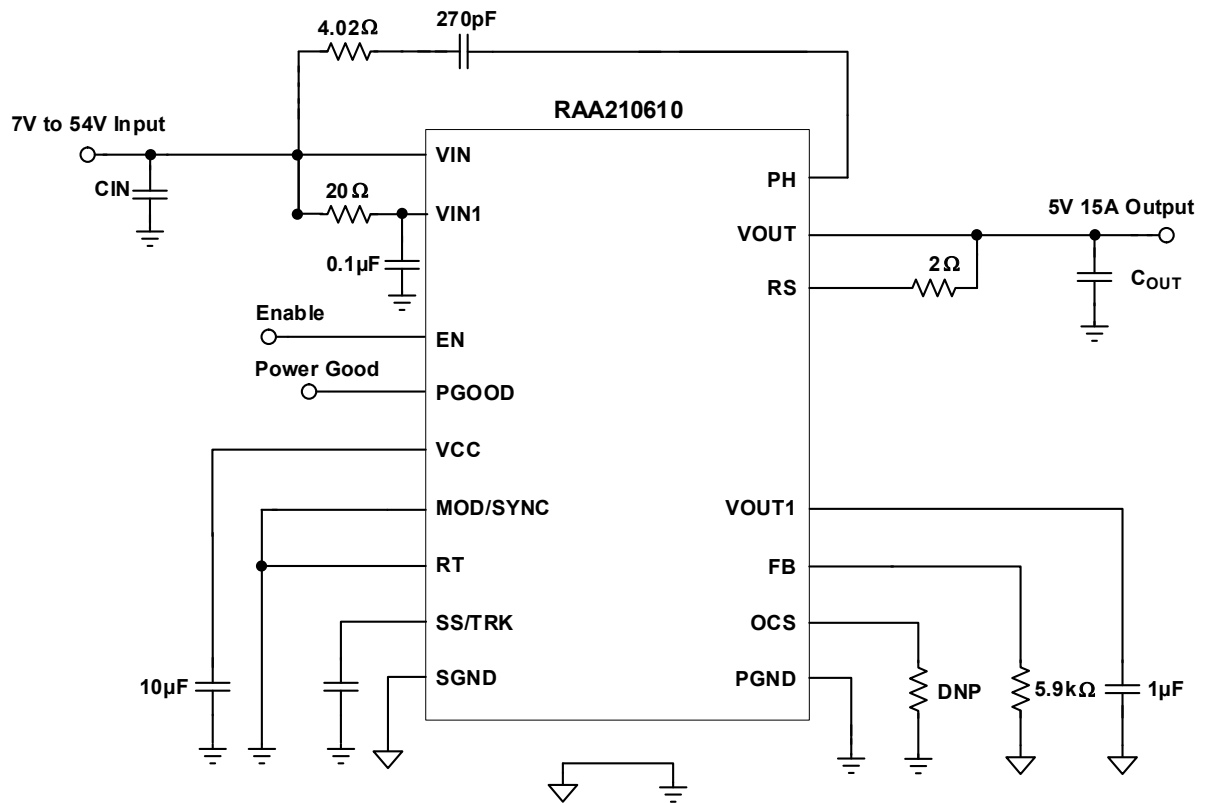 270pF
4.02Ω
RAA210610
7V to 54V Input
VIN
CIN
PH
20Ω
VIN1
5V 15A Output
VOUT
0.1µF
2Ω
RS
COUT
Enable
EN
Power Good
PGOOD
VCC
MOD/SYNC
VOUT1
RT
FB
SS/TRK
OCS
SGND
PGND
10µF
DNP
5.9kΩ
1µF